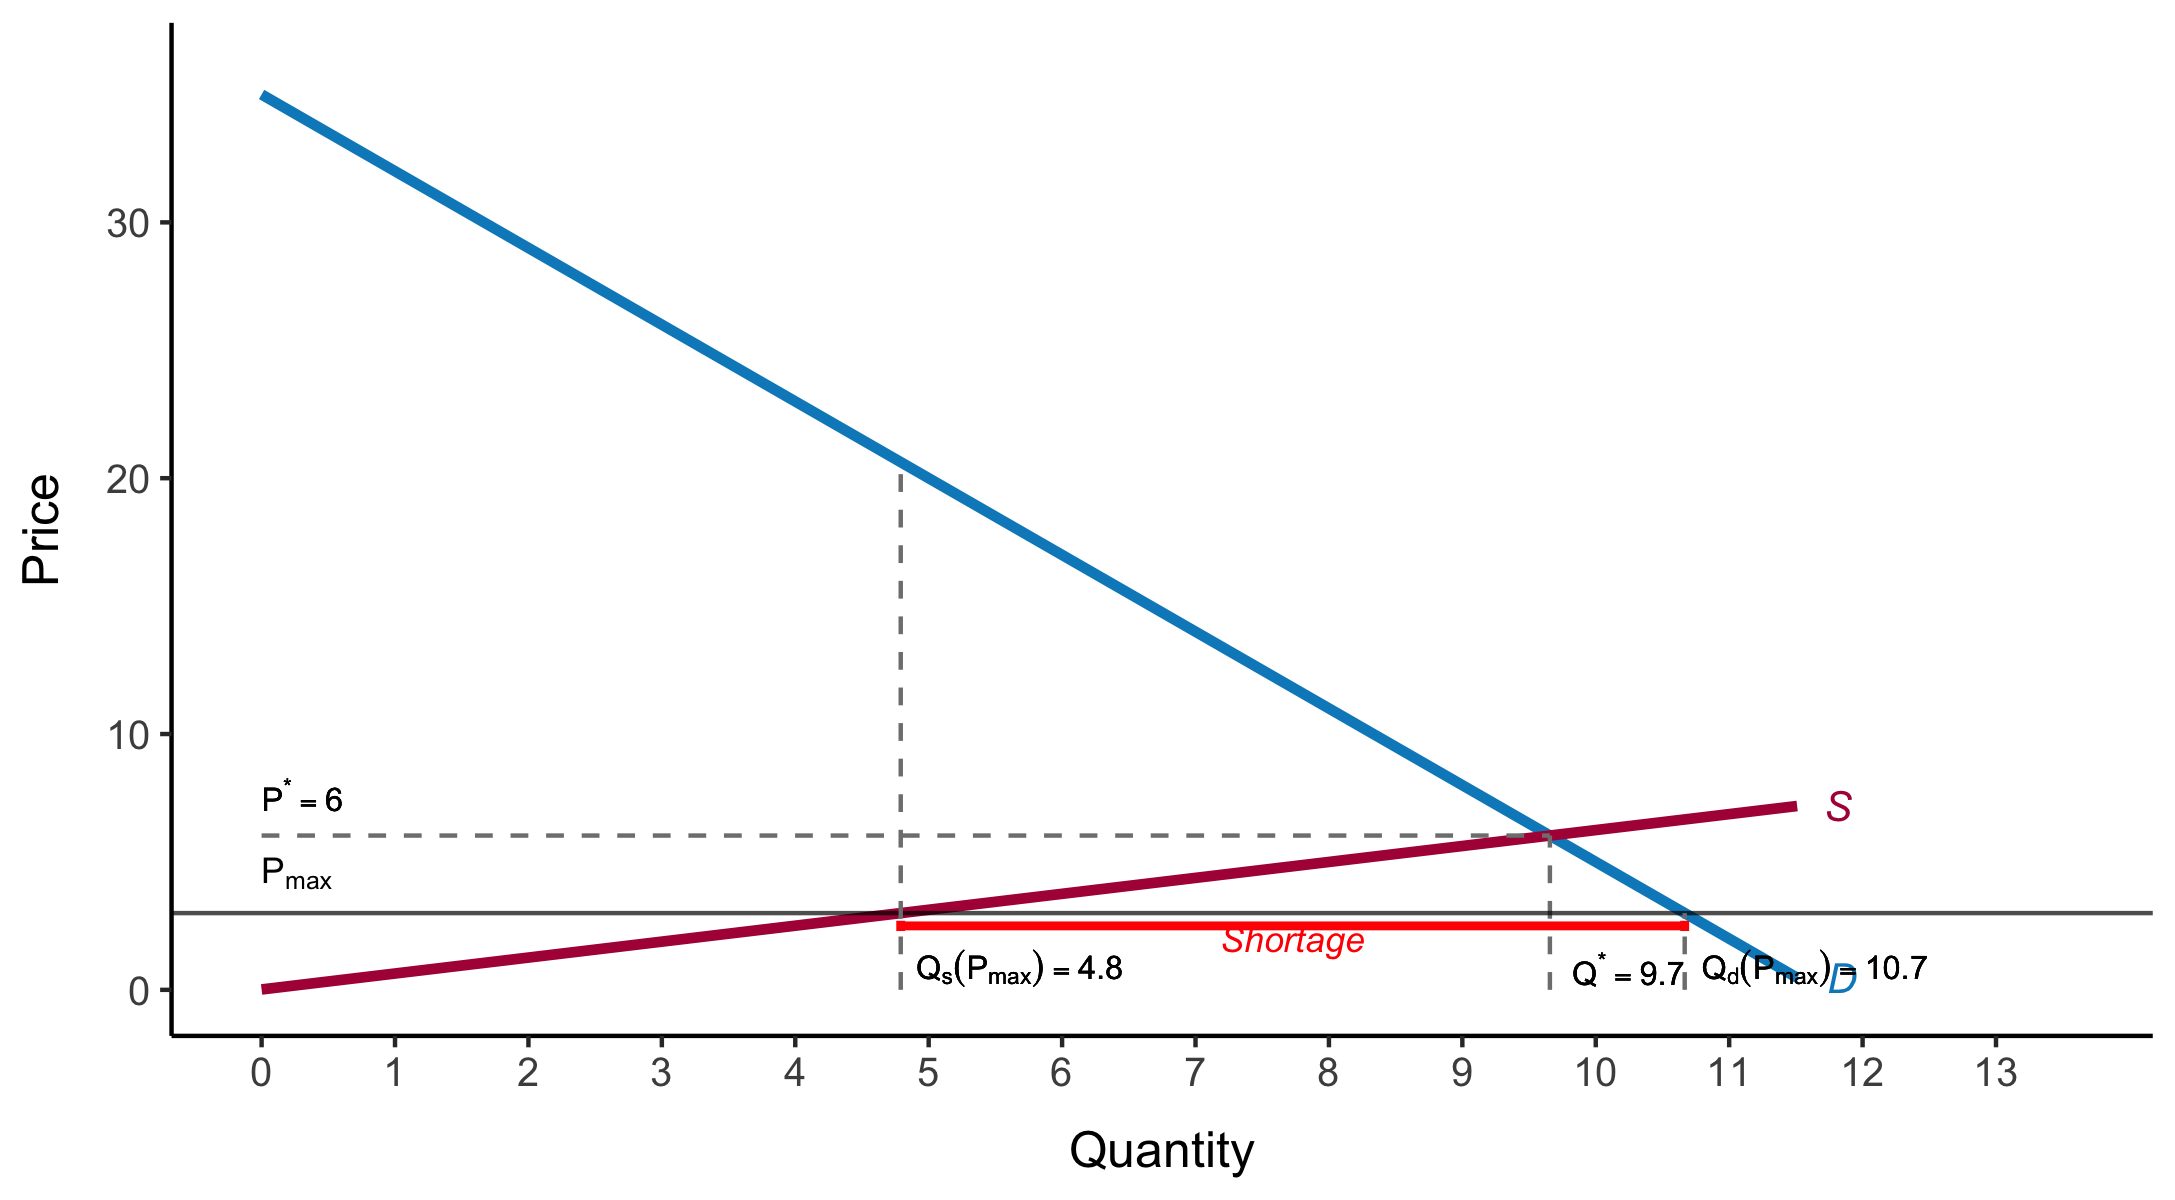 30
20
10
0
Price
P* = 6
Pmax
S
Shortage
Qs(Pmax) = 4.8
Q* = 9.7
Qd(Pmax) = 10.7
D
0 1 2 3 4 5 6 7 8 9 10 11 12 13
Quantity